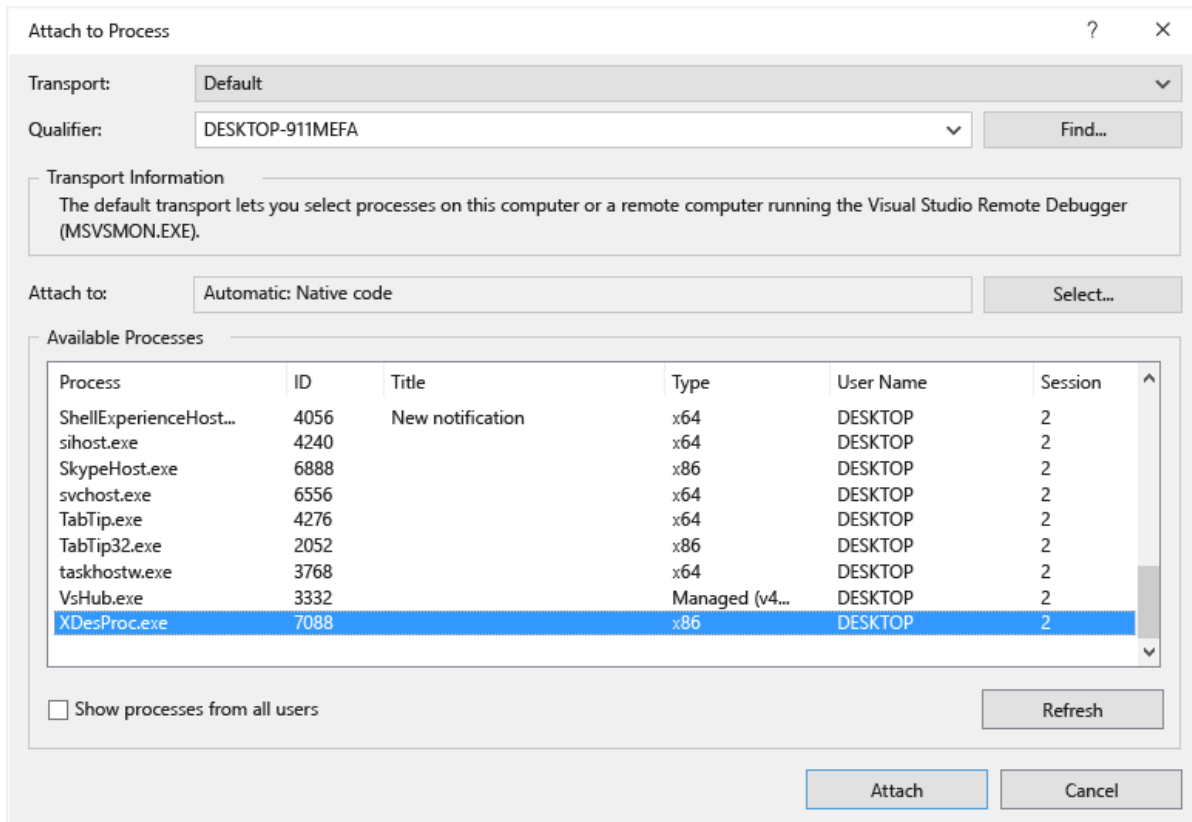 Attach to Process ?
Transport: Default
Qualifier: DESKTOP-911MEFA Find...
Transport Information
The default transport lets you select processes on this computer or a remote computer running the Visual Studio Remote Debugger
(MSVSMON.EXE).
Attach to: Automatic: Native code Select...
Available Processes
Process ID Title Type User Name Session
ShellExperienceHost... 4056 New notification x64 DESKTOP 2
sihost.exe 4240 x64 DESKTOP 2
SkypeHost.exe 6888 x86 DESKTOP 2
svchost.exe 6556 x64 DESKTOP 2
TabTip.exe 4276 x64 DESKTOP 2
TabTip32.exe 2052 x86 DESKTOP 2
taskhostw.exe 3768 x64 DESKTOP 2
VsHub.exe 3332 Managed (v4... DESKTOP 2
XDesProc.exe 7088 x86 DESKTOP 2
Show processes from all users Refresh
Attach Cancel